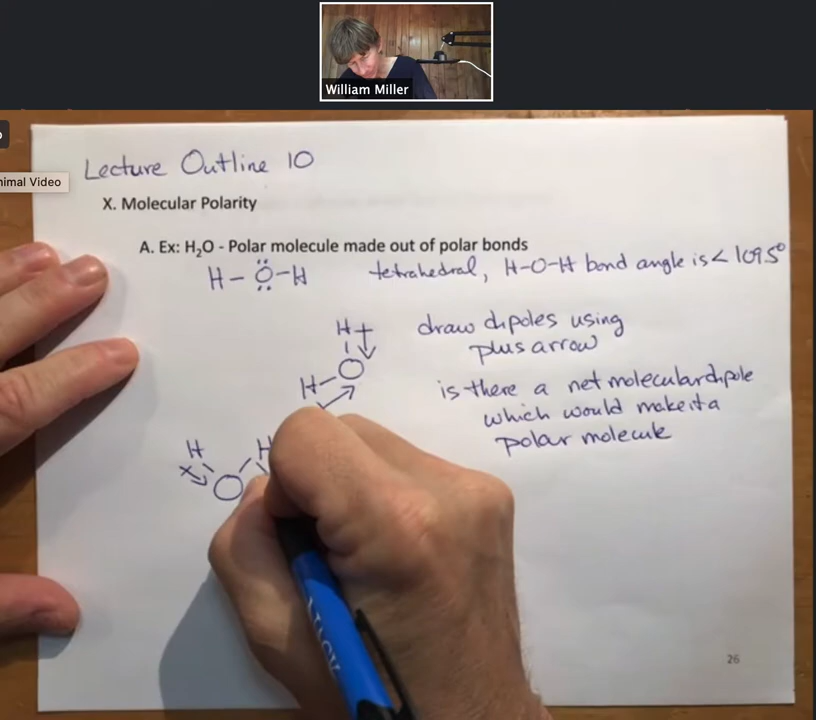 William Miller
nimal Video
Lecture Outline 10
X. Molecular Polarity
A. Ex: H₂O - Polar molecule made out of polar bonds
H-Ö-H
tetrahedral, H-O-H bond angle is < 109.5°
H
draw dipoles using
plus arrow
H-O
is there a net molecular dipole
which would make it a
polar molecule
H H
O
26